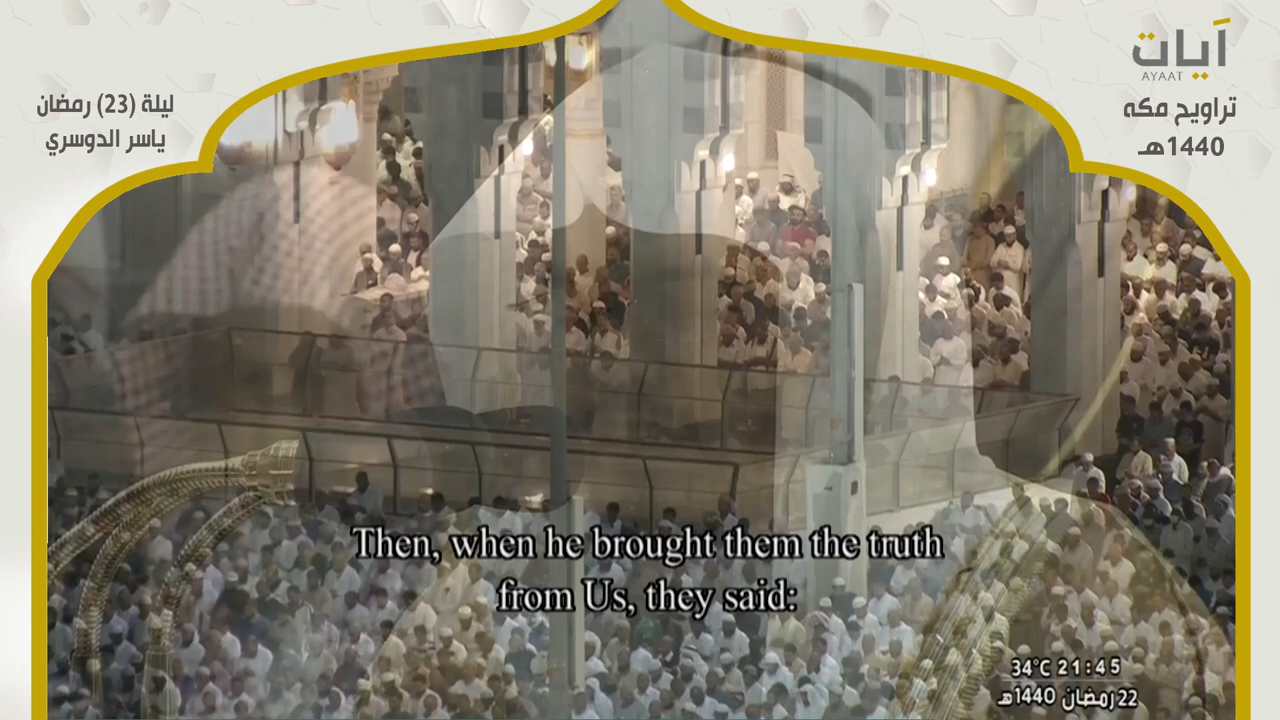 ليلة (23) رمضان
ياسر الدوسري
آيات
AYAAT
تراويح مكه
1440هـ
Then, when he brought them the truth
from Us, they said:
34°C 21:45
22 رمضان 1440هـ